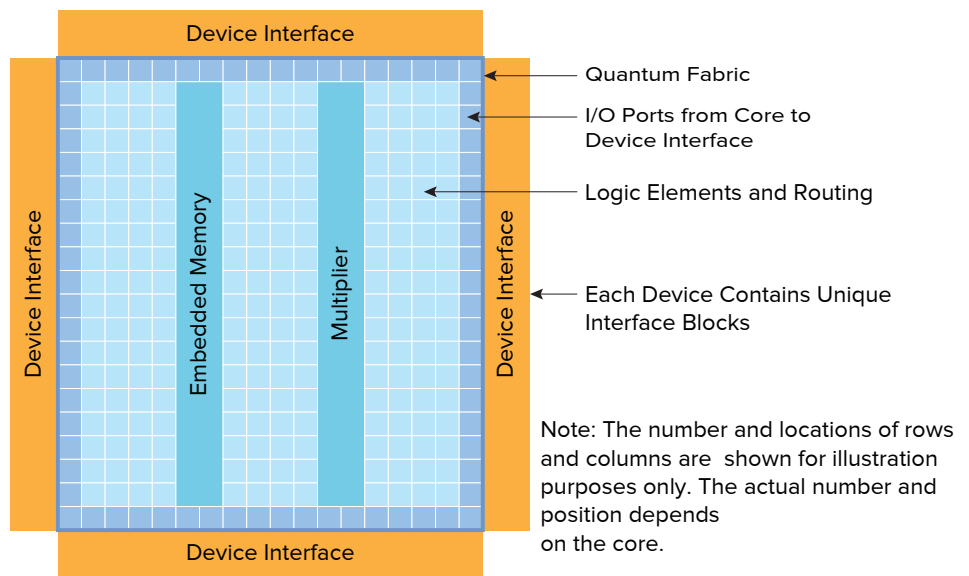 Device Interface
Quantum Fabric
I/O Ports from Core to
Device Interface
Logic Elements and Routing
Device Interface
Embedded Memory
Multiplier
Device Interface
Each Device Contains Unique
Interface Blocks
Note: The number and locations of rows
and columns are  shown for illustration
purposes only. The actual number and
position depends
on the core.
Device Interface